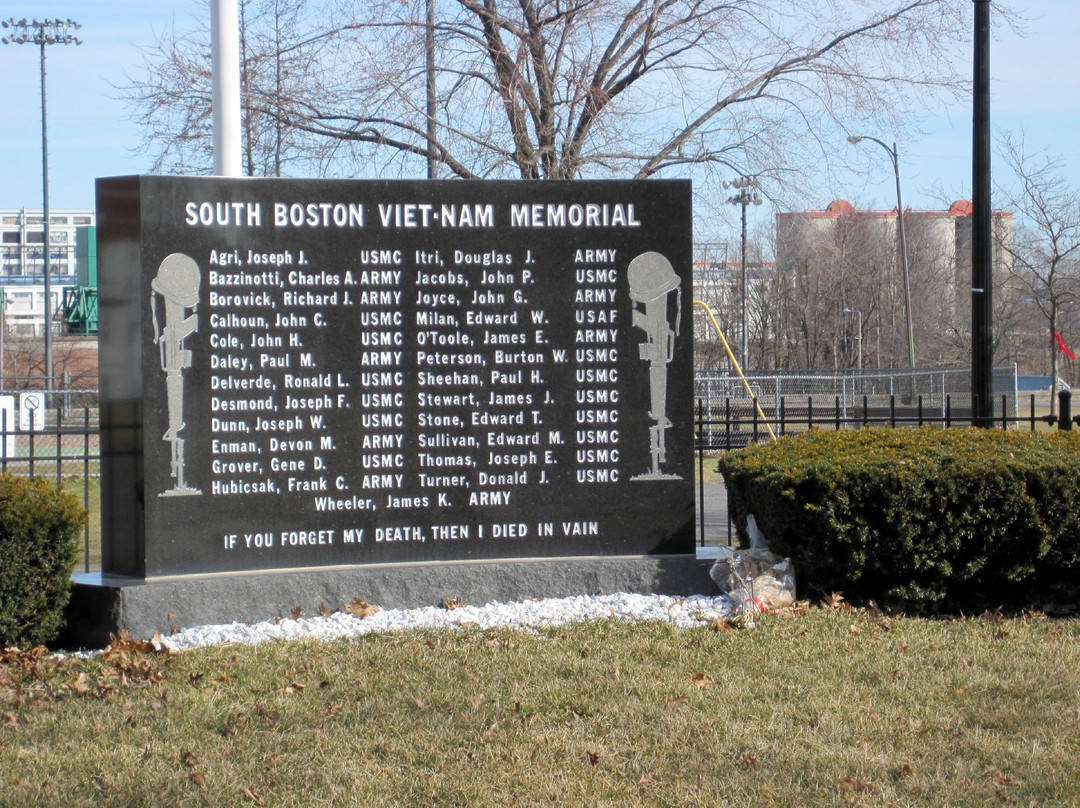 SOUTH BOSTON VIET-NAM MEMORIAL
Agri, Joseph J. USMC Itri, Douglas J. ARMY
Bazzinotti, Charles A. ARMY Jacobs, John P. USMC
Borovick, Richard J. ARMY Joyce, John G. ARMY
Calhoun, John C. USMC Milan, Edward W. USAF
Cole, John H. USMC O'Toole, James E. ARMY
Daley, Paul M. ARMY Peterson, Burton W. USMC
Delverde, Ronald L. USMC Sheehan, Paul H. USMC
Desmond, Joseph F. USMC Stewart, James J. USMC
Dunn, Joseph W. USMC Stone, Edward T. USMC
Enman, Devon M. ARMY Sullivan, Edward M. USMC
Grover, Gene D. USMC Thomas, Joseph E. USMC
Hubicsak, Frank C. ARMY Turner, Donald J. USMC
Wheeler, James K. ARMY
IF YOU FORGET MY DEATH, THEN I DIED IN VAIN